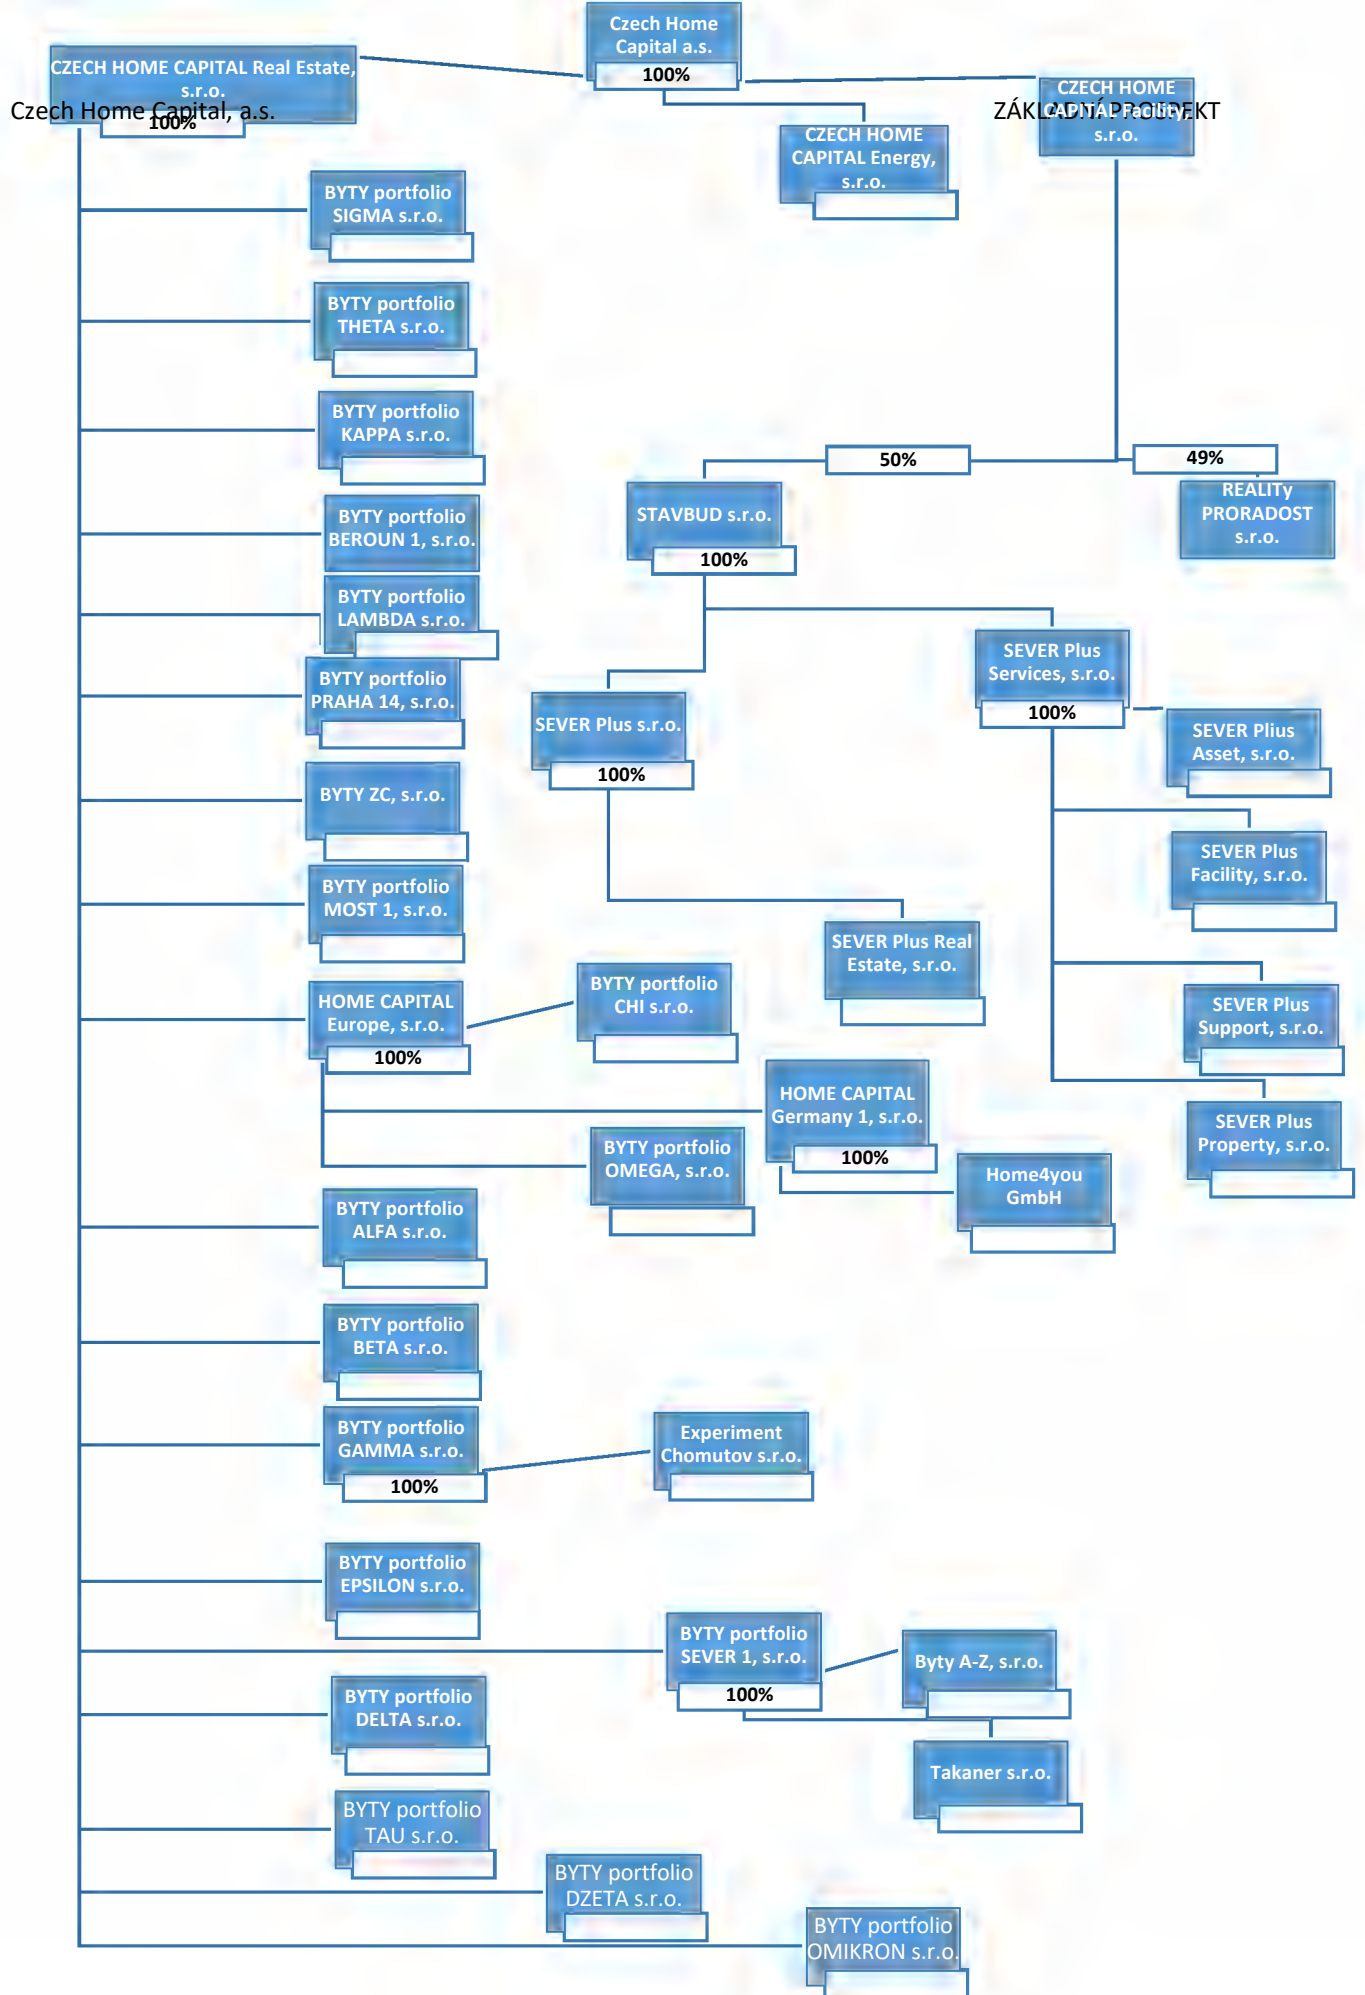 Czech Home
Capital a.s.
100%
CZECH HOME CAPITAL Real Estate,
s.r.o.
100%
Czech Home Capital, a.s.
ZÁKLADNÍ PROSPEKT
CZECH HOME
CAPITAL Facility,
s.r.o.
CZECH HOME
CAPITAL Energy,
s.r.o.
BYTY portfolio
SIGMA s.r.o.
BYTY portfolio
THETA s.r.o.
BYTY portfolio
KAPPA s.r.o.
50%
49%
REALITy
PRORADOST
s.r.o.
STAVBUD s.r.o.
100%
BYTY portfolio
BEROUN 1, s.r.o.
BYTY portfolio
LAMBDA s.r.o.
BYTY portfolio
PRAHA 14, s.r.o.
SEVER Plus s.r.o.
100%
SEVER Plus
Services, s.r.o.
100%
SEVER Plius
Asset, s.r.o.
BYTY ZC, s.r.o.
SEVER Plus
Facility, s.r.o.
BYTY portfolio
MOST 1, s.r.o.
SEVER Plus Real
Estate, s.r.o.
HOME CAPITAL
Europe, s.r.o.
100%
BYTY portfolio
CHI s.r.o.
SEVER Plus
Support, s.r.o.
HOME CAPITAL
Germany 1, s.r.o.
100%
SEVER Plus
Property, s.r.o.
BYTY portfolio
OMEGA, s.r.o.
Home4you
GmbH
BYTY portfolio
ALFA s.r.o.
BYTY portfolio
BETA s.r.o.
BYTY portfolio
GAMMA s.r.o.
100%
Experiment
Chomutov s.r.o.
BYTY portfolio
EPSILON s.r.o.
BYTY portfolio
SEVER 1, s.r.o.
100%
Byty A-Z, s.r.o.
BYTY portfolio
DELTA s.r.o.
Takaner s.r.o.
BYTY portfolio
TAU s.r.o.
BYTY portfolio
DZETA s.r.o.
BYTY portfolio
OMIKRON s.r.o.